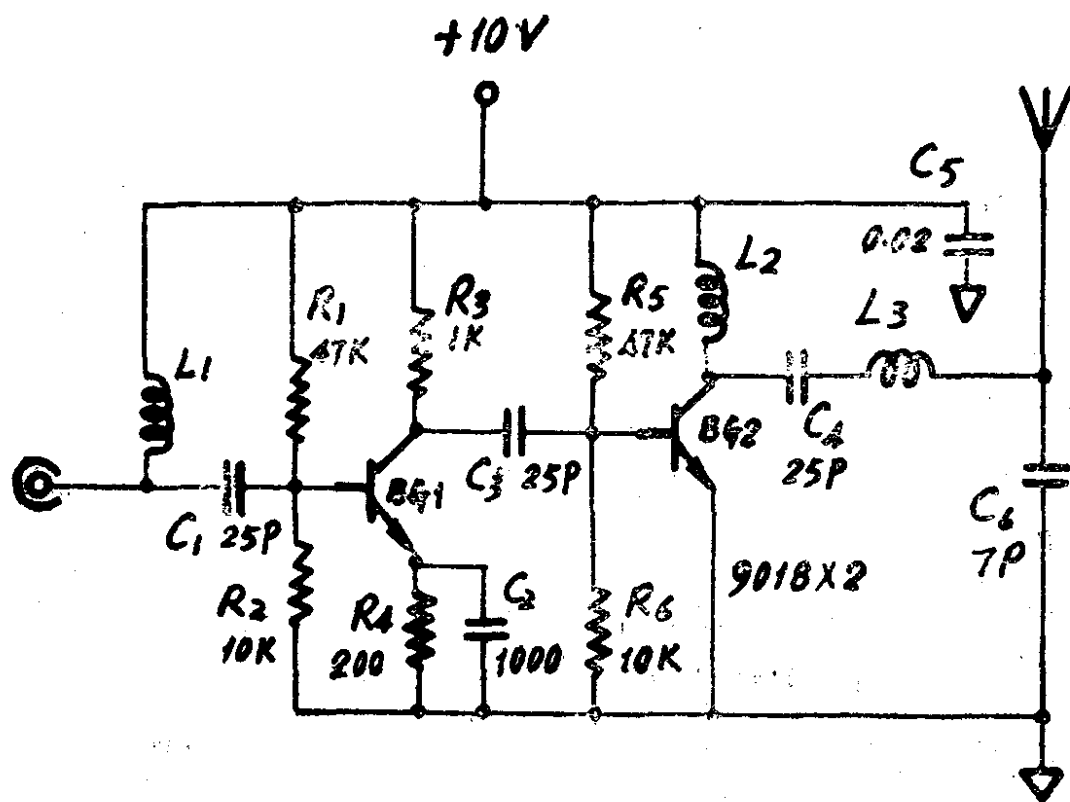 +10V
C5
0.02
L2
L3
R1
47K
R3
1K
R5
47K
L1
BG1
BG2
C3 25P
C4
25P
C1 25P
C6
7P
9018X2
R2
10K
R4
200
C2
1000
R6
10K